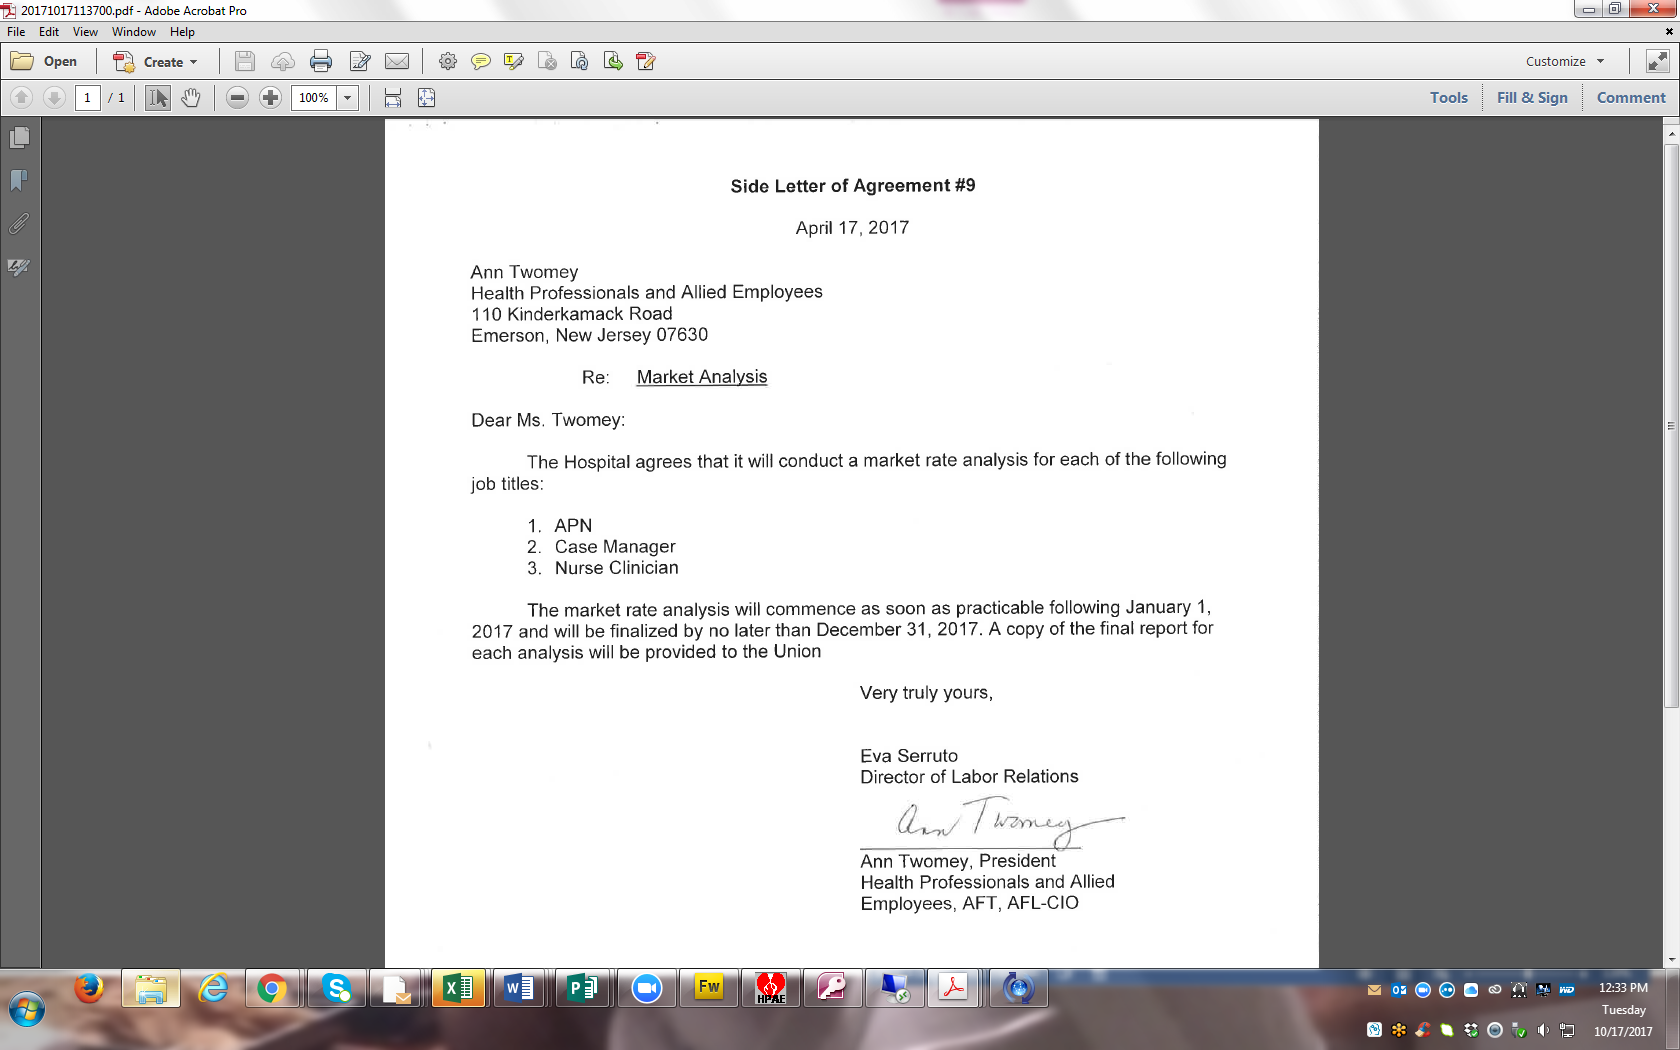 20171017113700.pdf - Adobe Acrobat Pro
File Edit View Window Help
Open Create Customize
1 / 1 100% Tools Fill & Sign Comment
Side Letter of Agreement #9
April 17, 2017
Ann Twomey
Health Professionals and Allied Employees
110 Kinderkamack Road
Emerson, New Jersey 07630
Re: Market Analysis
Dear Ms. Twomey:
The Hospital agrees that it will conduct a market rate analysis for each of the following
job titles:
1. APN
2. Case Manager
3. Nurse Clinician
The market rate analysis will commence as soon as practicable following January 1,
2017 and will be finalized by no later than December 31, 2017. A copy of the final report for
each analysis will be provided to the Union
Very truly yours,
Eva Serruto
Director of Labor Relations
Ann Twomey
Ann Twomey, President
Health Professionals and Allied
Employees, AFT, AFL-CIO
Fw
HPAE
12:33 PM
Tuesday
10/17/2017